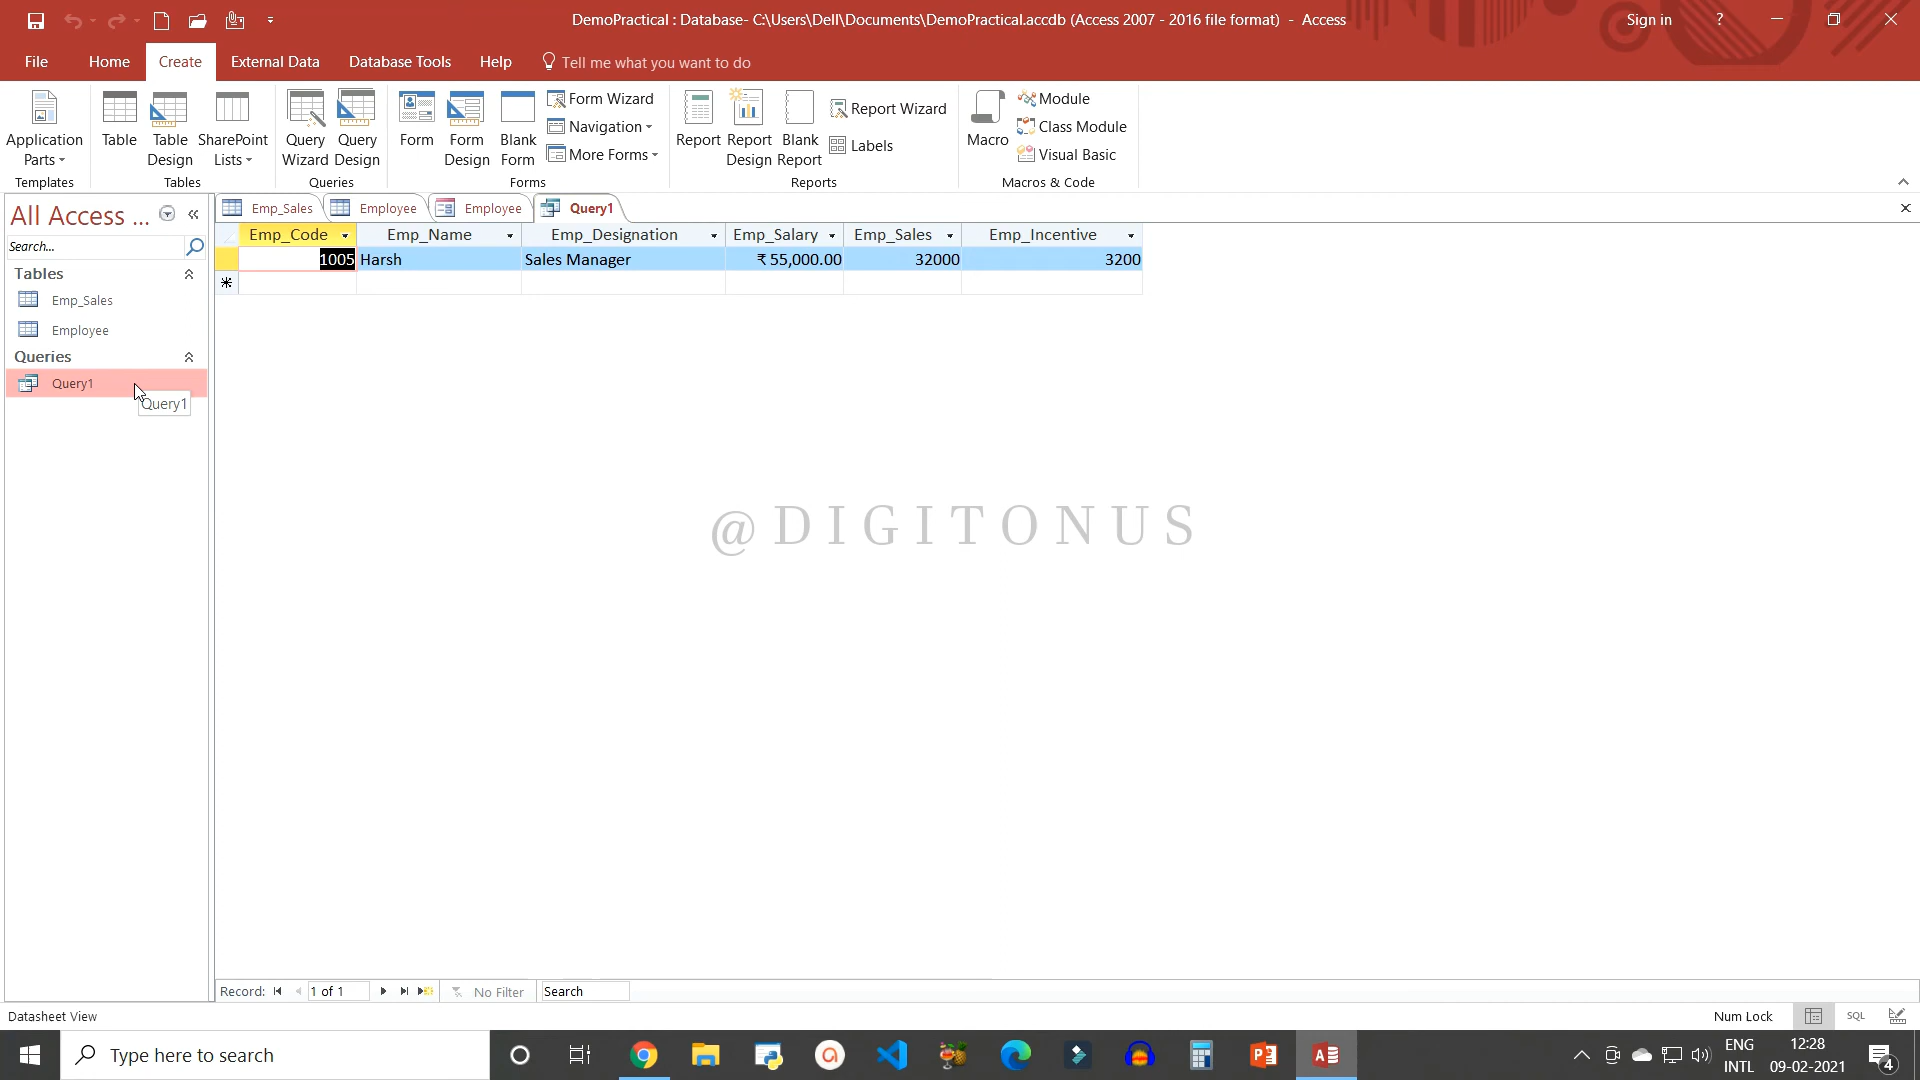 DemoPractical : Database- C:\Users\Dell\Documents\DemoPractical.accdb (Access 2007 - 2016 file format) - Access
Sign in
?
File Home Create External Data Database Tools Help Tell me what you want to do
Application Parts
Table
Table Design
SharePoint Lists
Query Wizard
Query Design
Form
Form Design
Blank Form
Form Wizard
Navigation
More Forms
Report
Report Design
Blank Report
Report Wizard
Labels
Macro
Module
Class Module
Visual Basic
Templates Tables Queries Forms Reports Macros & Code
All Access ...
Search...
Tables
Emp_Sales
Employee
Queries
Query1
Query1
Emp_Sales Employee Employee Query1
Emp_Code Emp_Name Emp_Designation Emp_Salary Emp_Sales Emp_Incentive
1005 Harsh Sales Manager ₹ 55,000.00 32000 3200
@DIGITONUS
Record: 1 of 1 No Filter Search
Datasheet View
Num Lock
SQL
Type here to search
ENG
INTL
12:28
09-02-2021
4